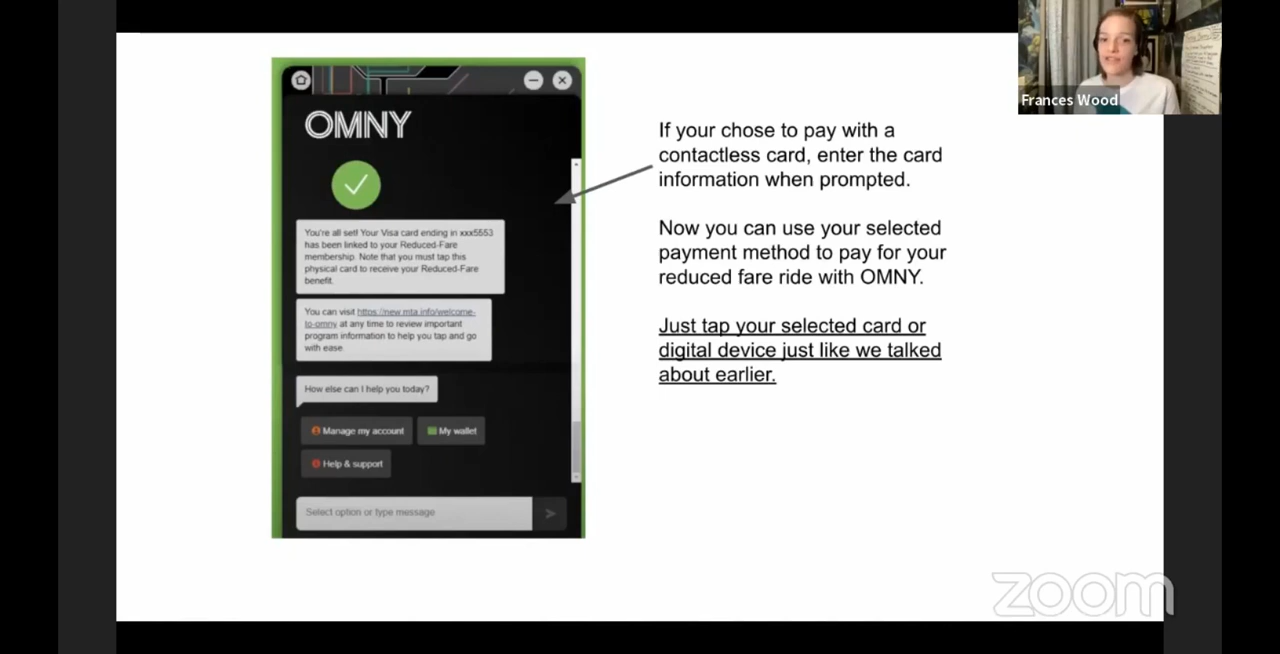 OMNY
You're all set! Your Visa card ending in xxx5553
has been linked to your Reduced-Fare
membership. Note that you must tap this
physical card to receive your Reduced-Fare
benefit.
You can visit https://new.mta.info/welcome-
to-omny at any time to review important
program information to help you tap and go
with ease.
How else can I help you today?
Manage my account
My wallet
Help & support
Select option or type message
If your chose to pay with a
contactless card, enter the card
information when prompted.
Now you can use your selected
payment method to pay for your
reduced fare ride with OMNY.
Just tap your selected card or
digital device just like we talked
about earlier.
Frances Wood
zoom